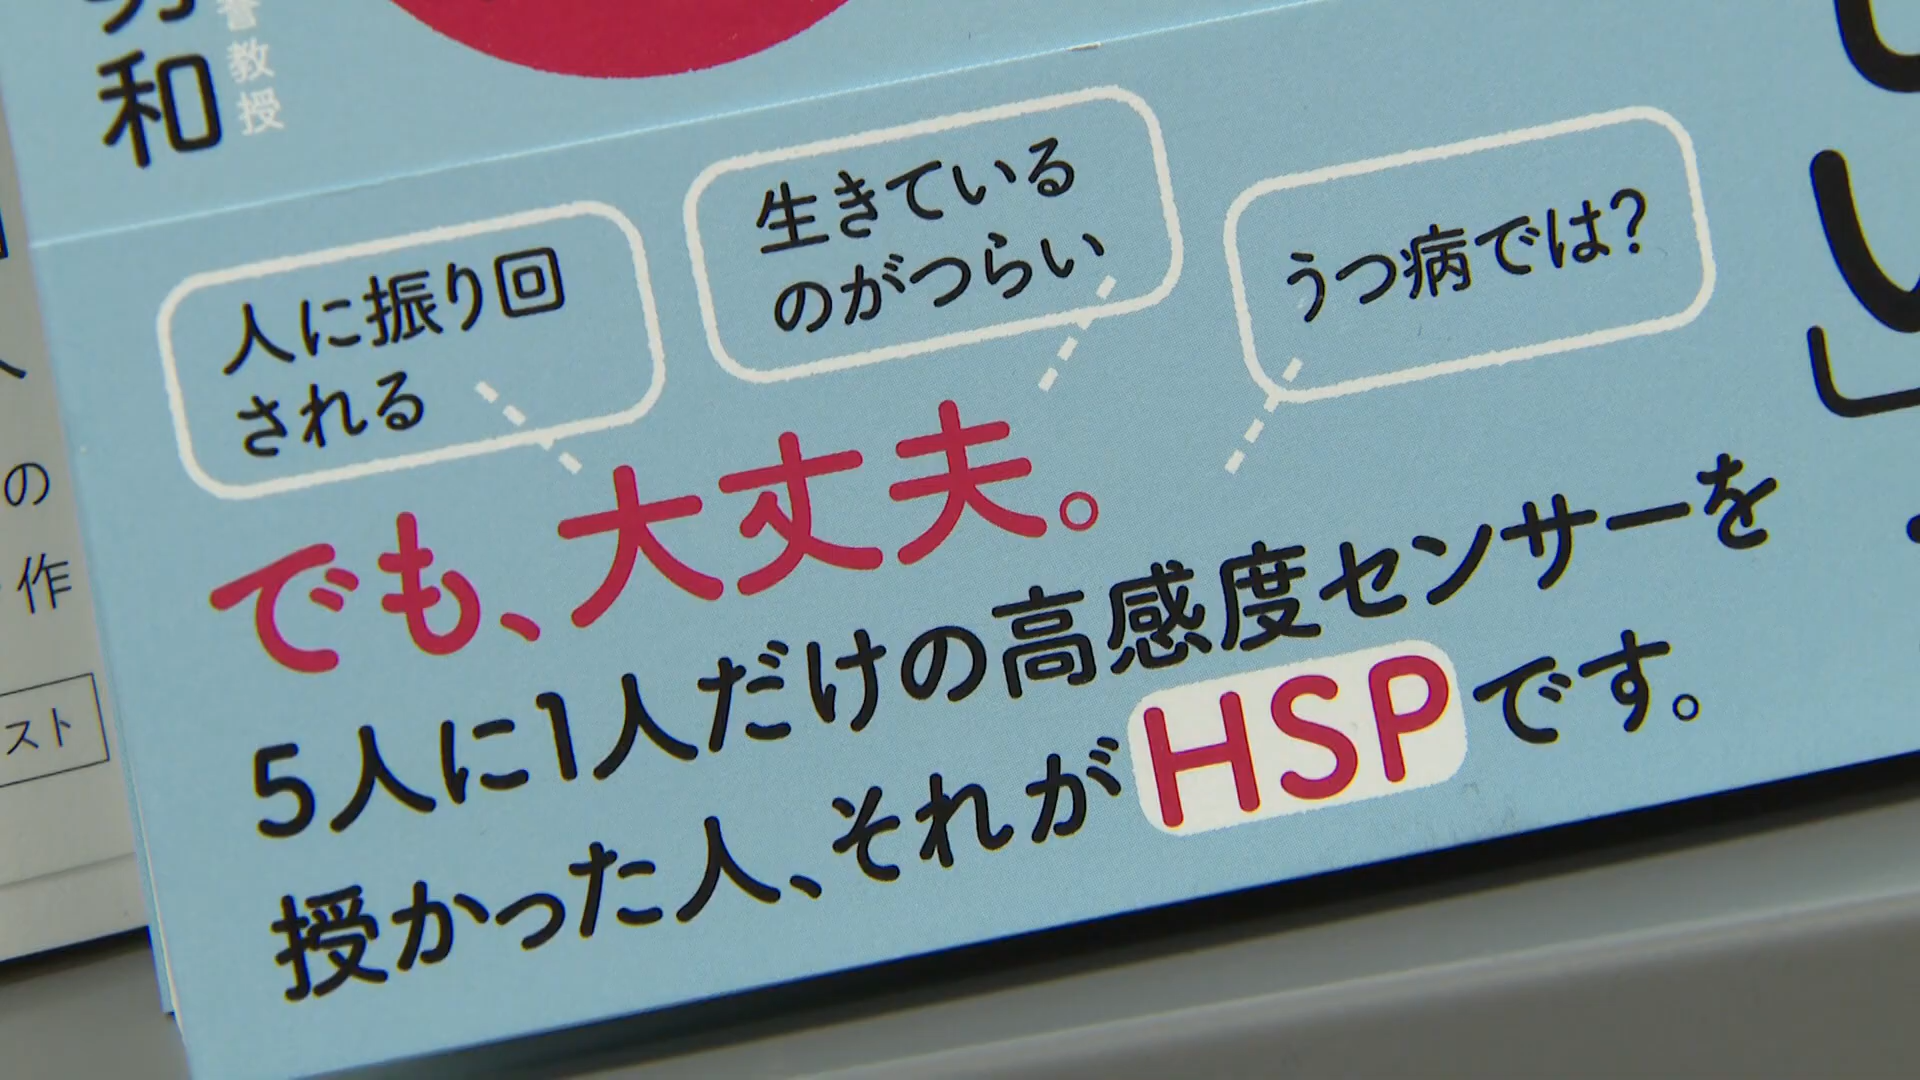 和
教授
人に振り回
される
生きている
のがつらい
うつ病では?
でも、大丈夫。
5人に1人だけの高感度センサーを
授かった人、それがHSPです。
の
作
スト